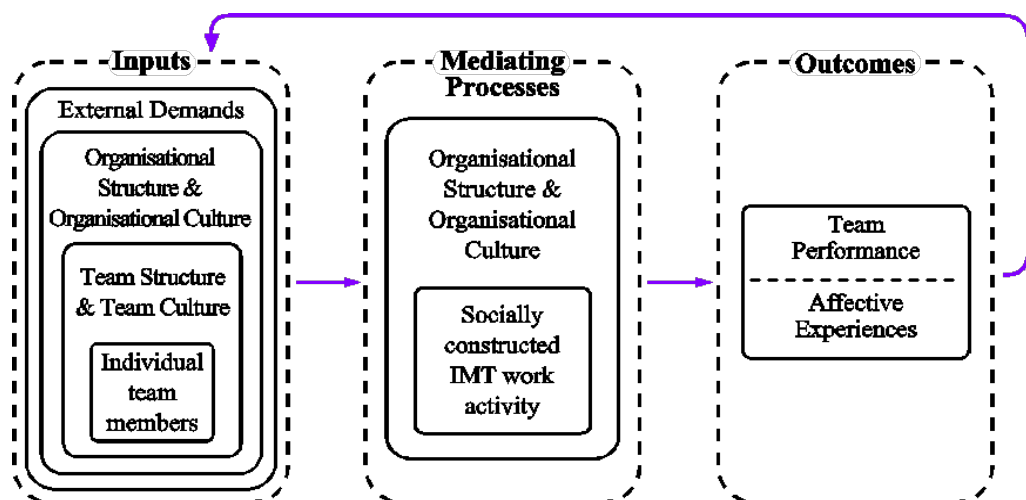 Inputs
External Demands
Organisational
Structure &
Organisational Culture
Team Structure
& Team Culture
Individual
team
members
Mediating
Processes
Organisational
Structure &
Organisational
Culture
Socially
constructed
IMT work
activity
Outcomes
Team
Performance
Affective
Experiences